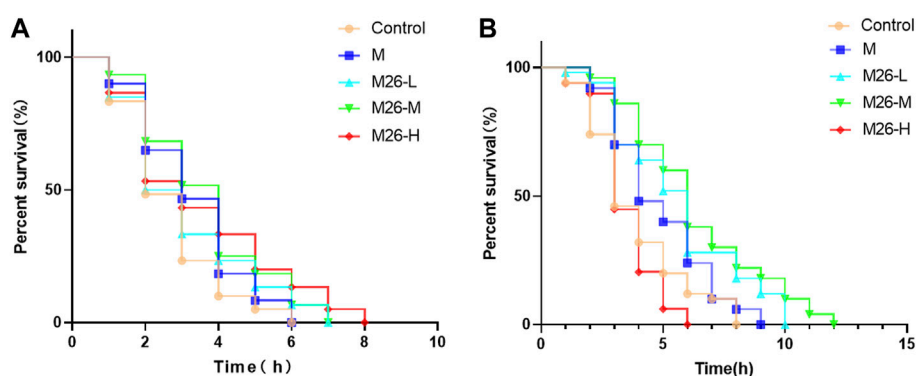 A
Control
M
M26-L
M26-M
M26-H
Percent survival(%)
100
50
0
0 2 4 6 8 10
Time( h)
B
Control
M
M26-L
M26-M
M26-H
Percent survival(%)
100
50
0
0 5 10 15
Time(h)